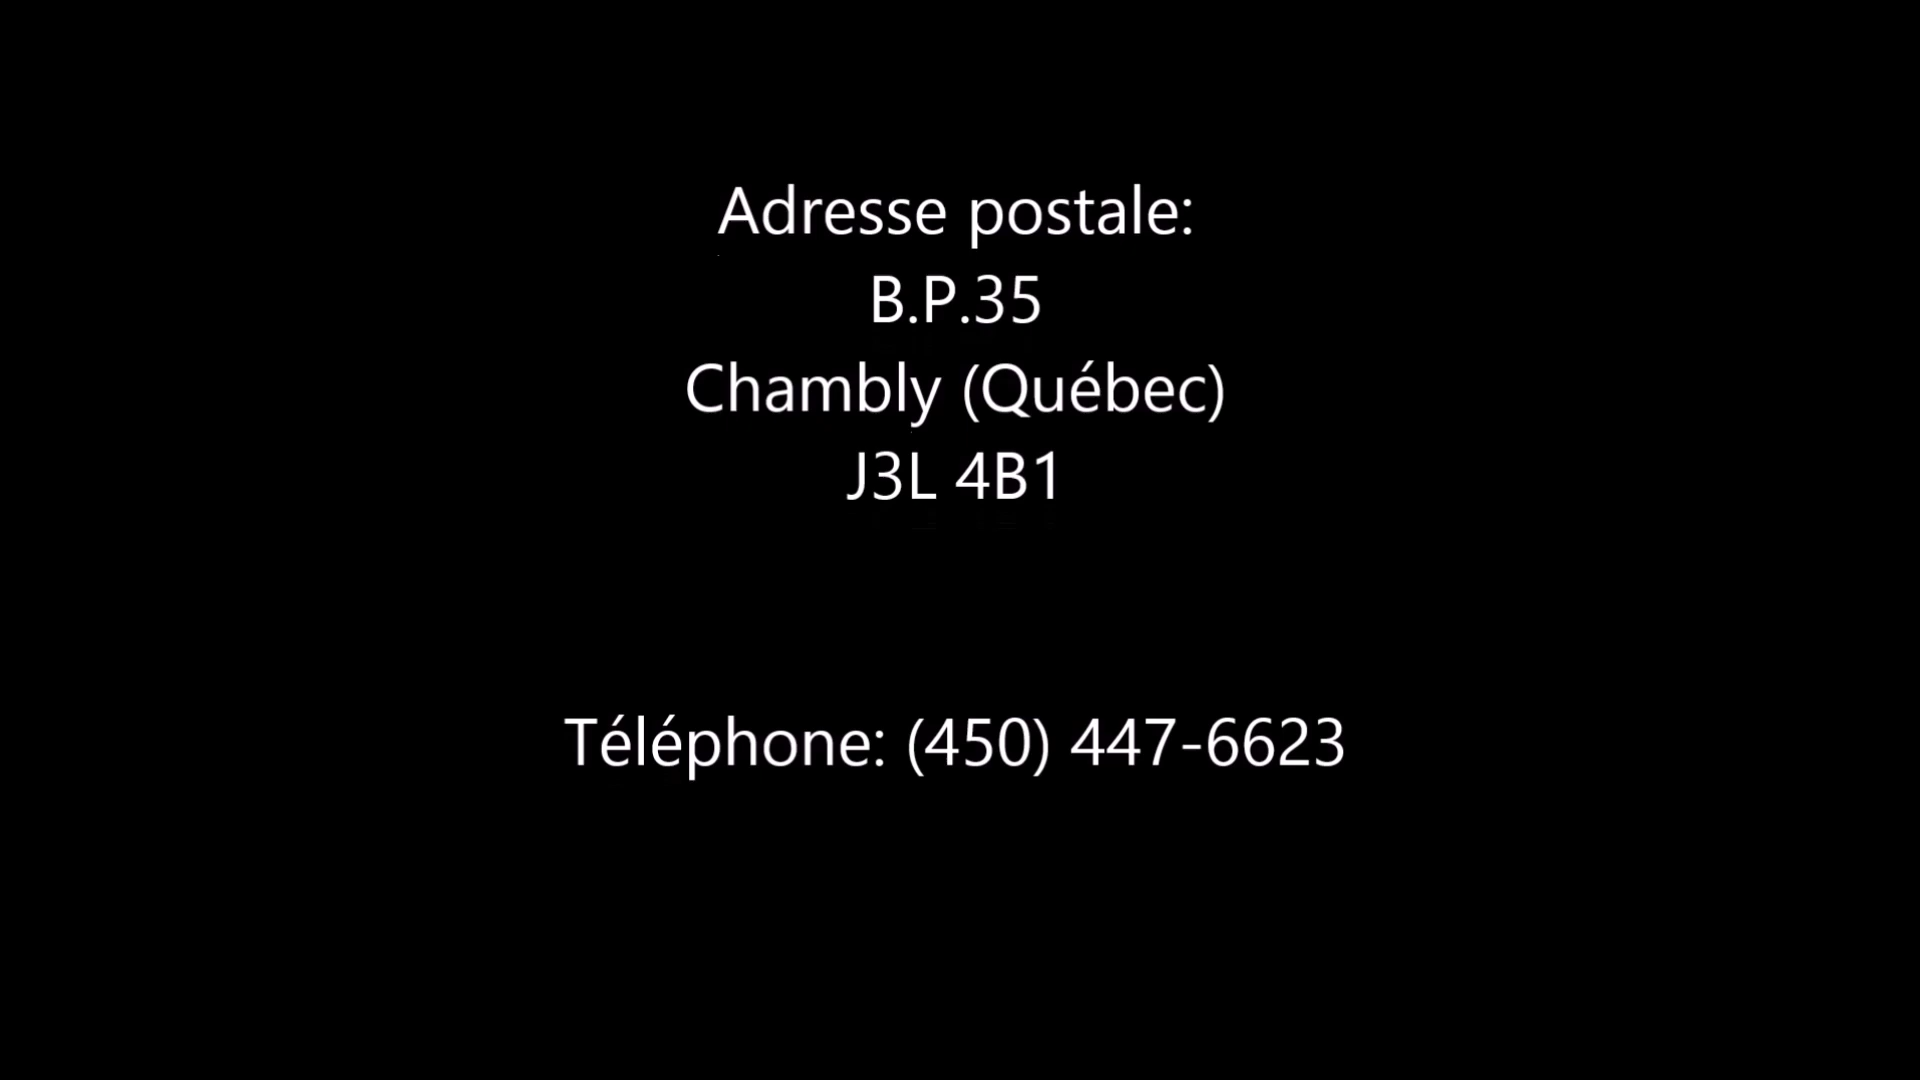 Adresse postale:
B.P.35
Chambly (Québec)
J3L 4B1
Téléphone: (450) 447-6623